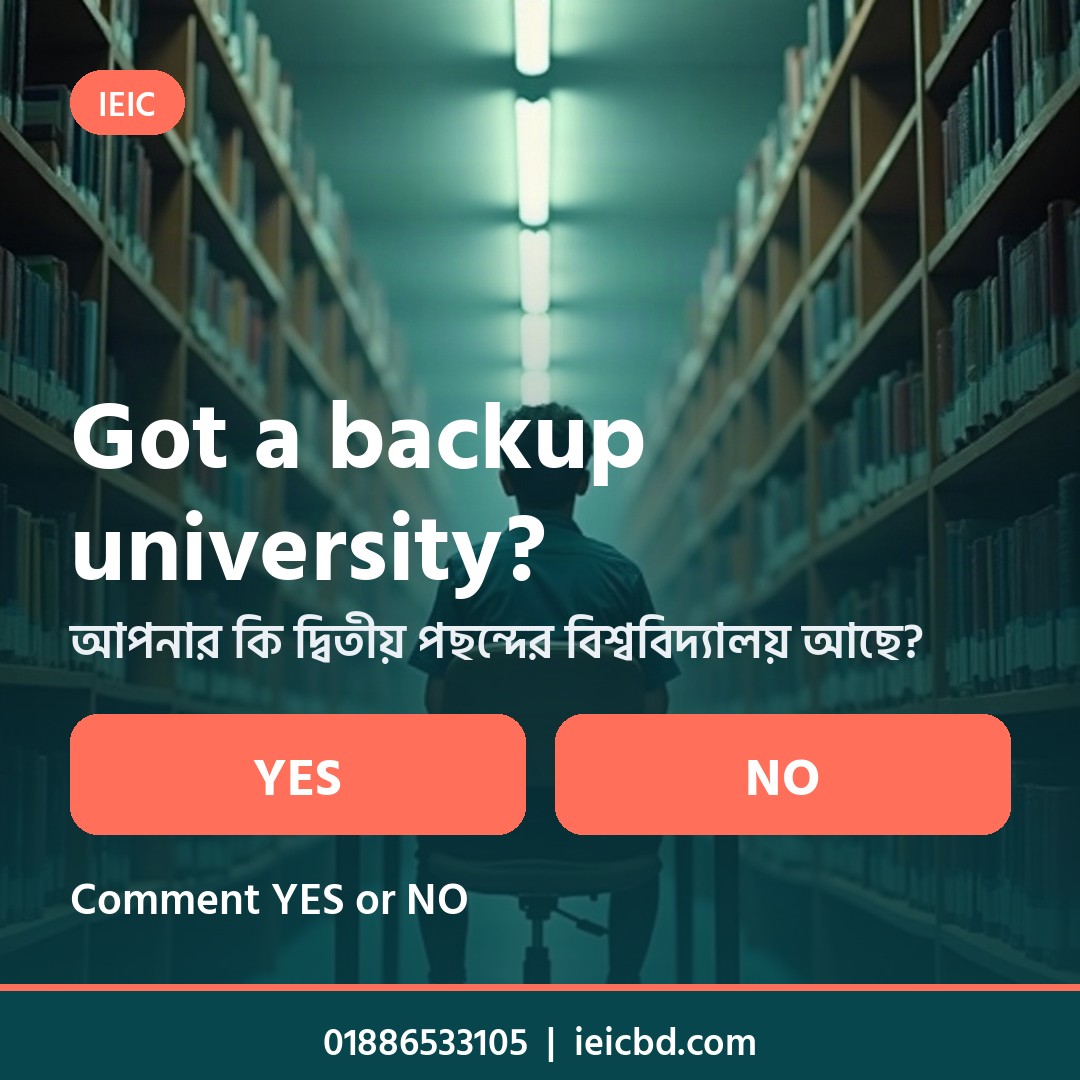 IEIC
Got a backup
university?
আপনার কি দ্বিতীয় পছন্দের বিশ্ববিদ্যালয় আছে?
YES
NO
Comment YES or NO
01886533105 | ieicbd.com